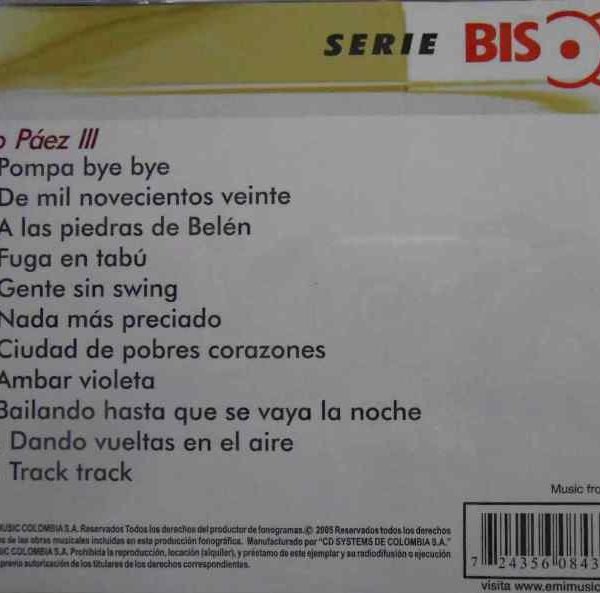 SERIE BIS
Páez III
Pompa bye bye
De mil novecientos veinte
A las piedras de Belén
Fuga en tabú
Gente sin swing
Nada más preciado
Ciudad de pobres corazones
Ambar violeta
Bailando hasta que se vaya la noche
Dando vueltas en el aire
Track track
Music
MUSIC COLOMBIA S.A. Reservados Todos los derechos del productor de fonogramas.© 2005 Reservados todos los derechos
de las obras musicales incluidas en esta producción fonográfica. Manufacturado por "CD SYSTEMS DE COLOMBIA S.A."
COLOMBIA S.A. Prohibida la reproducción, locación (alquiler), y préstamo de este ejemplar y su radiodifusión o ejecución
autorización de los titulares de los derechos correspondientes.
7 24356 0843
visita www.emimusic